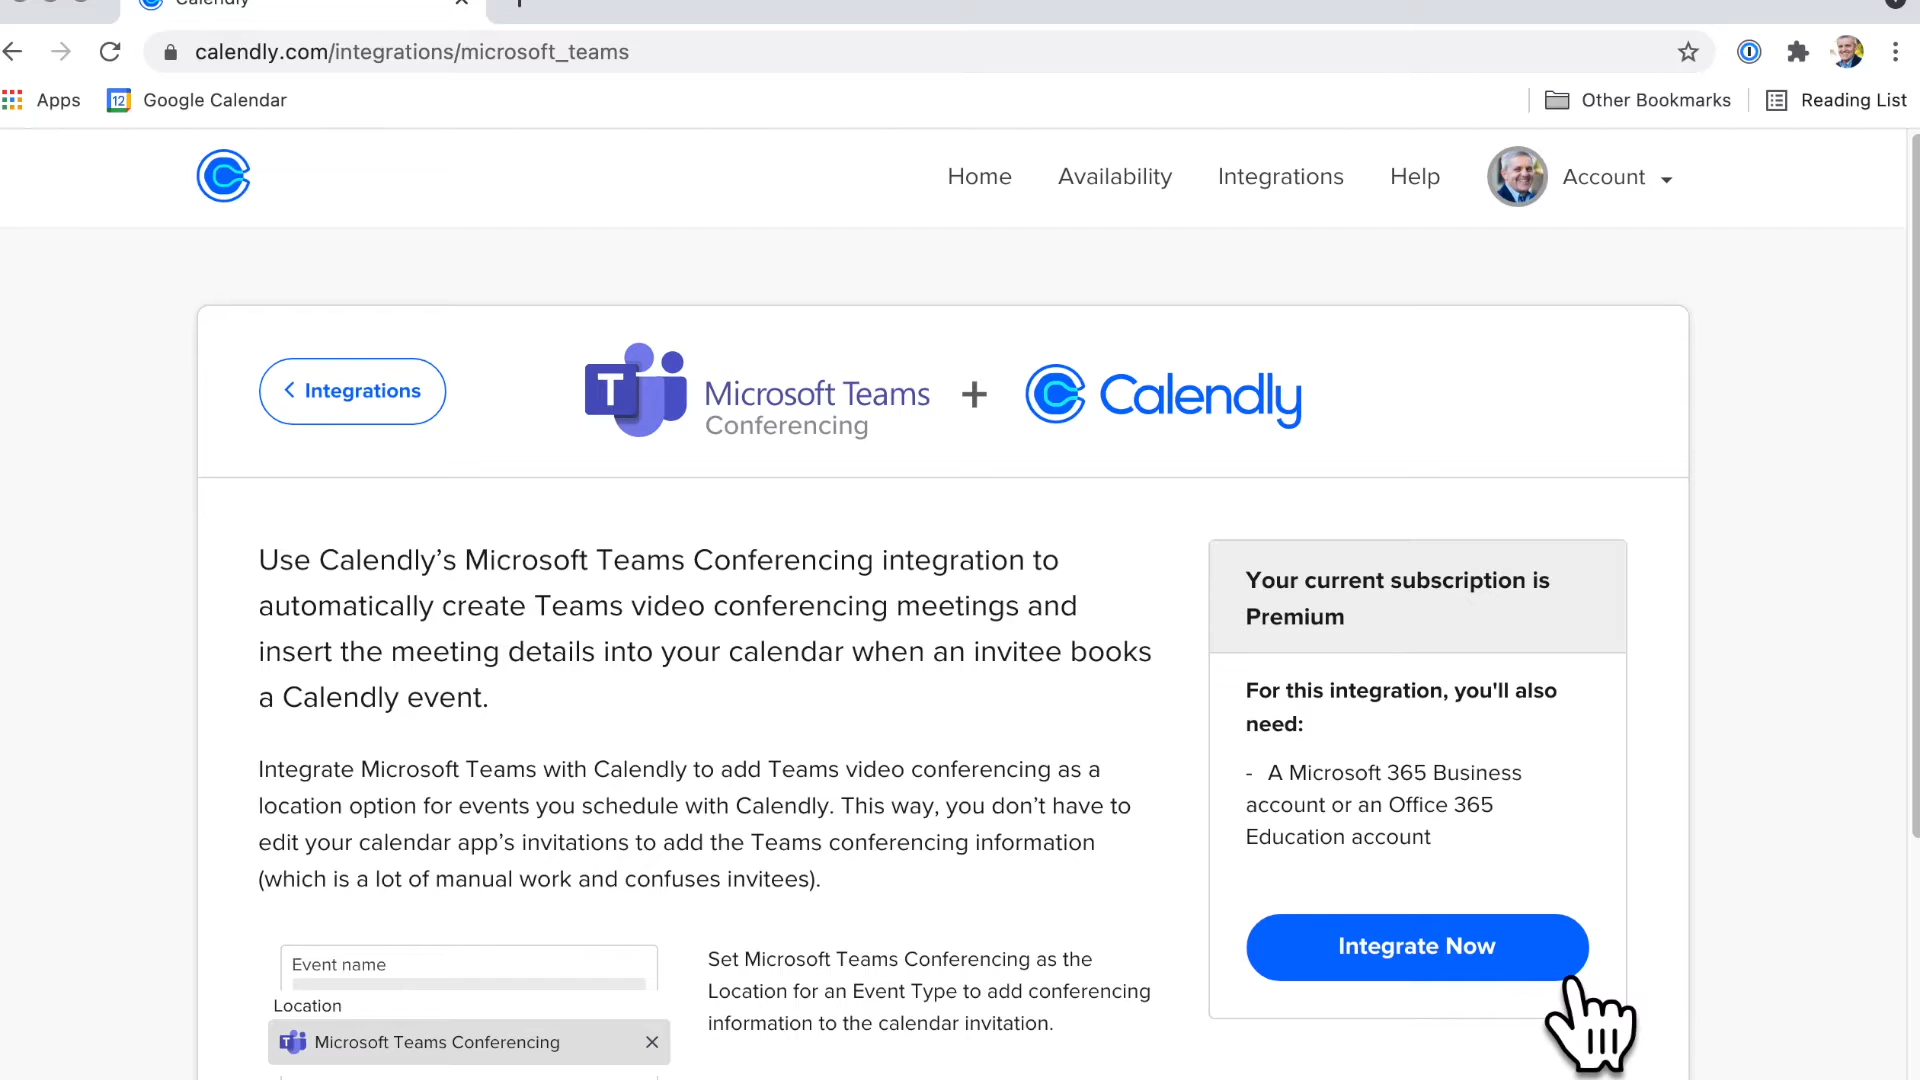 Calendly
calendly.com/integrations/microsoft_teams
Apps
12
Google Calendar
Other Bookmarks
Reading List
Home
Availability
Integrations
Help
Account
Integrations
T
Microsoft Teams
Conferencing
+
Calendly
Use Calendly’s Microsoft Teams Conferencing integration to
automatically create Teams video conferencing meetings and
insert the meeting details into your calendar when an invitee books
a Calendly event.
Integrate Microsoft Teams with Calendly to add Teams video conferencing as a
location option for events you schedule with Calendly. This way, you don’t have to
edit your calendar app’s invitations to add the Teams conferencing information
(which is a lot of manual work and confuses invitees).
Event name
Location
T
Microsoft Teams Conferencing
Set Microsoft Teams Conferencing as the
Location for an Event Type to add conferencing
information to the calendar invitation.
Your current subscription is
Premium
For this integration, you'll also
need:
- A Microsoft 365 Business
account or an Office 365
Education account
Integrate Now